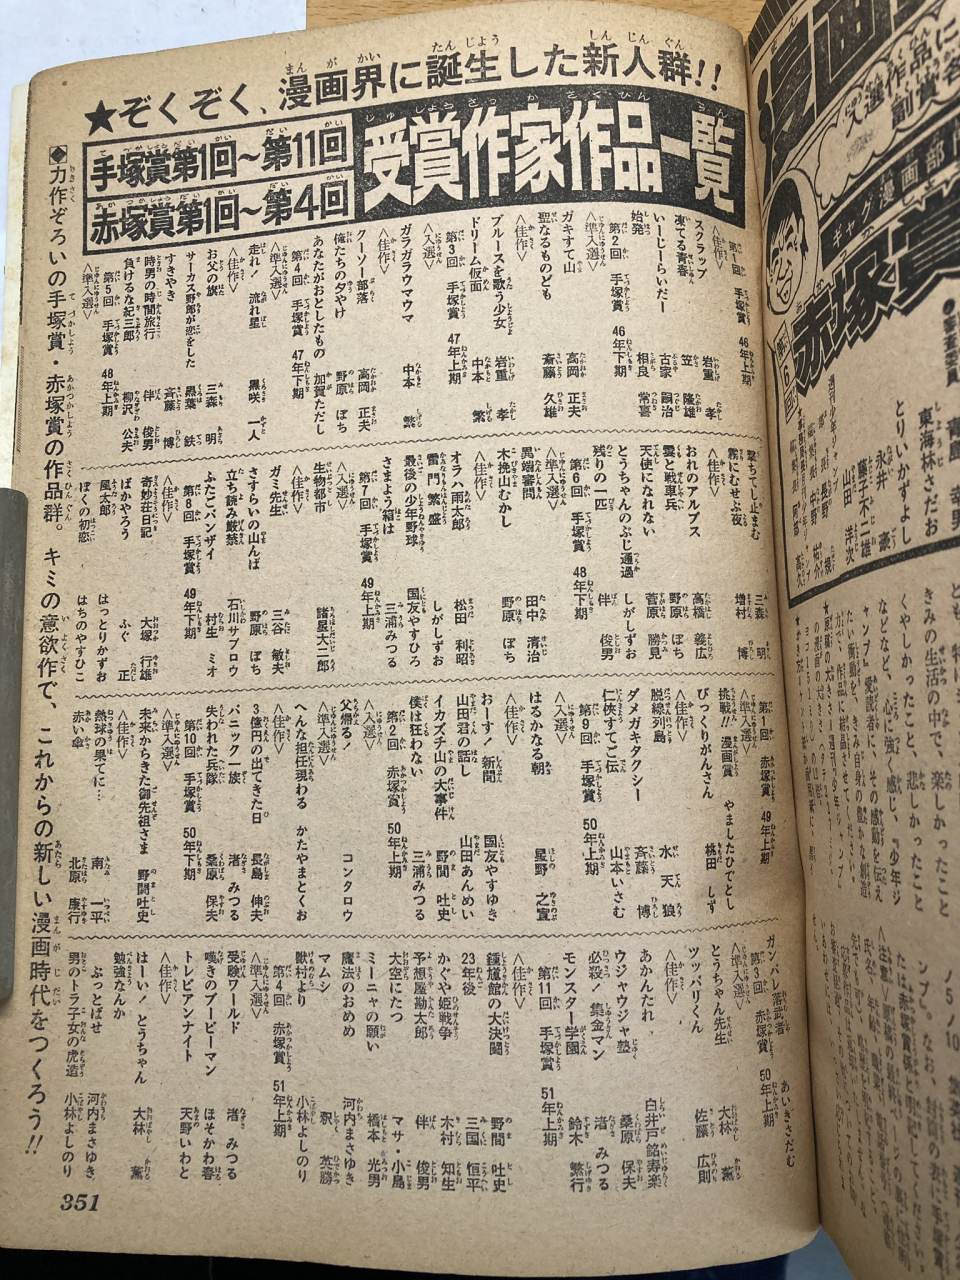 ★ぞくぞく、漫画界に誕生した新人群!!
手塚賞第1回～第11回
赤塚賞第1回～第4回
受賞作家作品一覧
第1回 手塚賞 46年上期
〈佳作〉
スクラップ 岩重 孝
凍てる青春 笠 隆雄
いーじーらいだー 古家 嗣治
始発 相良 常喜
第2回 手塚賞 46年下期
〈準入選〉
ガキすて山 高岡 正夫
聖なるものども 斎藤 久雄
〈佳作〉
ブルースを歌う少女 岩重 孝
ドリーム仮面 中本 繁
第3回 手塚賞 47年上期
〈入選〉
ガラガラウマウマ 中本 繁
〈佳作〉
クーソー部落 高岡 正夫
俺たちの夕やけ 野原 ぽち
あなたがおとしたもの 加賀ただし
第4回 手塚賞 47年下期
〈準入選〉
走れ!流れ星 黒咲 一人
〈佳作〉
お父の旗 三森 明
サーカス野郎が恋をした 黒葉 鉄
すきやき 斉藤 博
時男の時間旅行 伴 俊男
負けるな紀三郎 柳沢 公夫
第5回 手塚賞 48年上期
〈準入選〉
撃ちてし止まむ 三森 明
霧にむせぶ夜 増村 博
〈佳作〉
おれのアルプス 高橋 義広
雲と戦車兵 野原 ぽち
天使になれない 菅原 勝見
とうちゃんのぶじ通過 しがしずお
残りの一匹 伴 俊男
第6回 手塚賞 48年下期
〈準入選〉
異端審問 田中 清治
木挽山むかし 野原 ぽち
〈佳作〉
オラハ雨太郎 松田 利昭
雷門繁盛 しがしずお
最後の少年野球 国友やすひろ
さまよう箱は 三浦みつる
第7回 手塚賞 49年上期
〈入選〉
生物都市 諸星大二郎
〈佳作〉
ガミ先生 三谷 敏夫
さすらいの山んば 野原 ぽち
立ち読み厳禁 石川サブロウ
ふたごバンザイ 村生 ミオ
第8回 手塚賞 49年下期
〈佳作〉
奇妙荘日記 大塚 行雄
ばかやろう ふぐ 正
風太郎 はっとりかずお
ぼくの初恋 はちのやすひこ
第1回 赤塚賞 49年上期
〈準入選〉
挑戦!! 漫画賞 やましたひでとし
びっくりがんさん 桃田 しず
〈佳作〉
脱線列島 水 天狼
ダメガキタクシー 斉藤 博
仁俠すてご伝 山本いさむ
第9回 手塚賞 50年上期
〈入選〉
はるかなる朝 星野 之宣
〈佳作〉
おーす!新聞 国友やすゆき
山田君の話し 山田あんめい
イカズチ山の大事件 野間 吐史
僕は狂わない 三浦みつる
第2回 赤塚賞 50年上期
〈入選〉
父帰る! コンタロウ
〈準入選〉
へんな担任現わる かたやまとくお
〈佳作〉
3億円の出てきた日 長島 伸夫
パニック一族 渚 みつる
失われた兵隊 桑原 保夫
第10回 手塚賞 50年下期
〈準入選〉
未来からきた御先祖さま 野間吐史
〈佳作〉
熱球の果てに… 南 一平
赤い傘 北原 康行
第3回 赤塚賞 50年上期
ガンバレ落武者 あいきさだむ
〈準入選〉
とうちゃん先生 大林 薫
ツッパリくん 佐藤 広則
〈佳作〉
あかんたれ 白井戸銘寿楽
ウジャウジャ塾 桑原 保夫
必殺!集金マン 渚 みつる
モンスター学園 鈴木 繁行
第11回 手塚賞 51年上期
〈佳作〉
鍾馗館の大決闘 野間 吐史
23年後 三国 恒平
かぐや姫戦争 木村 知生
予想屋勘太郎 伴 俊男
大空にたつ マサ・小島
ミーニャの願い 橋本 光男
魔法のおめめ 河内まさゆき
マムシ 釈 英勝
獣村より 小林よしのり
第4回 赤塚賞 51年上期
〈準入選〉
受験ワールド 渚 みつる
嘆きのブービーマン ほそかわ春
トレビアンナイト 天野いわと
〈佳作〉
はーい!とうちゃん 大林 薫
勉強なんか
ぶっとばせ 河内まさゆき
男のトラ子女の虎造 小林よしのり
◆力作ぞろいの手塚賞・赤塚賞の作品群 キミの意欲作で、これからの新しい漫画時代をつくろう!!
351
入選作品に
副賞
ギャグ漫画部門
赤塚賞
●審査委員
東海林さだお
とりいかずよし
永井 豪
藤子不二雄
山田 洋次